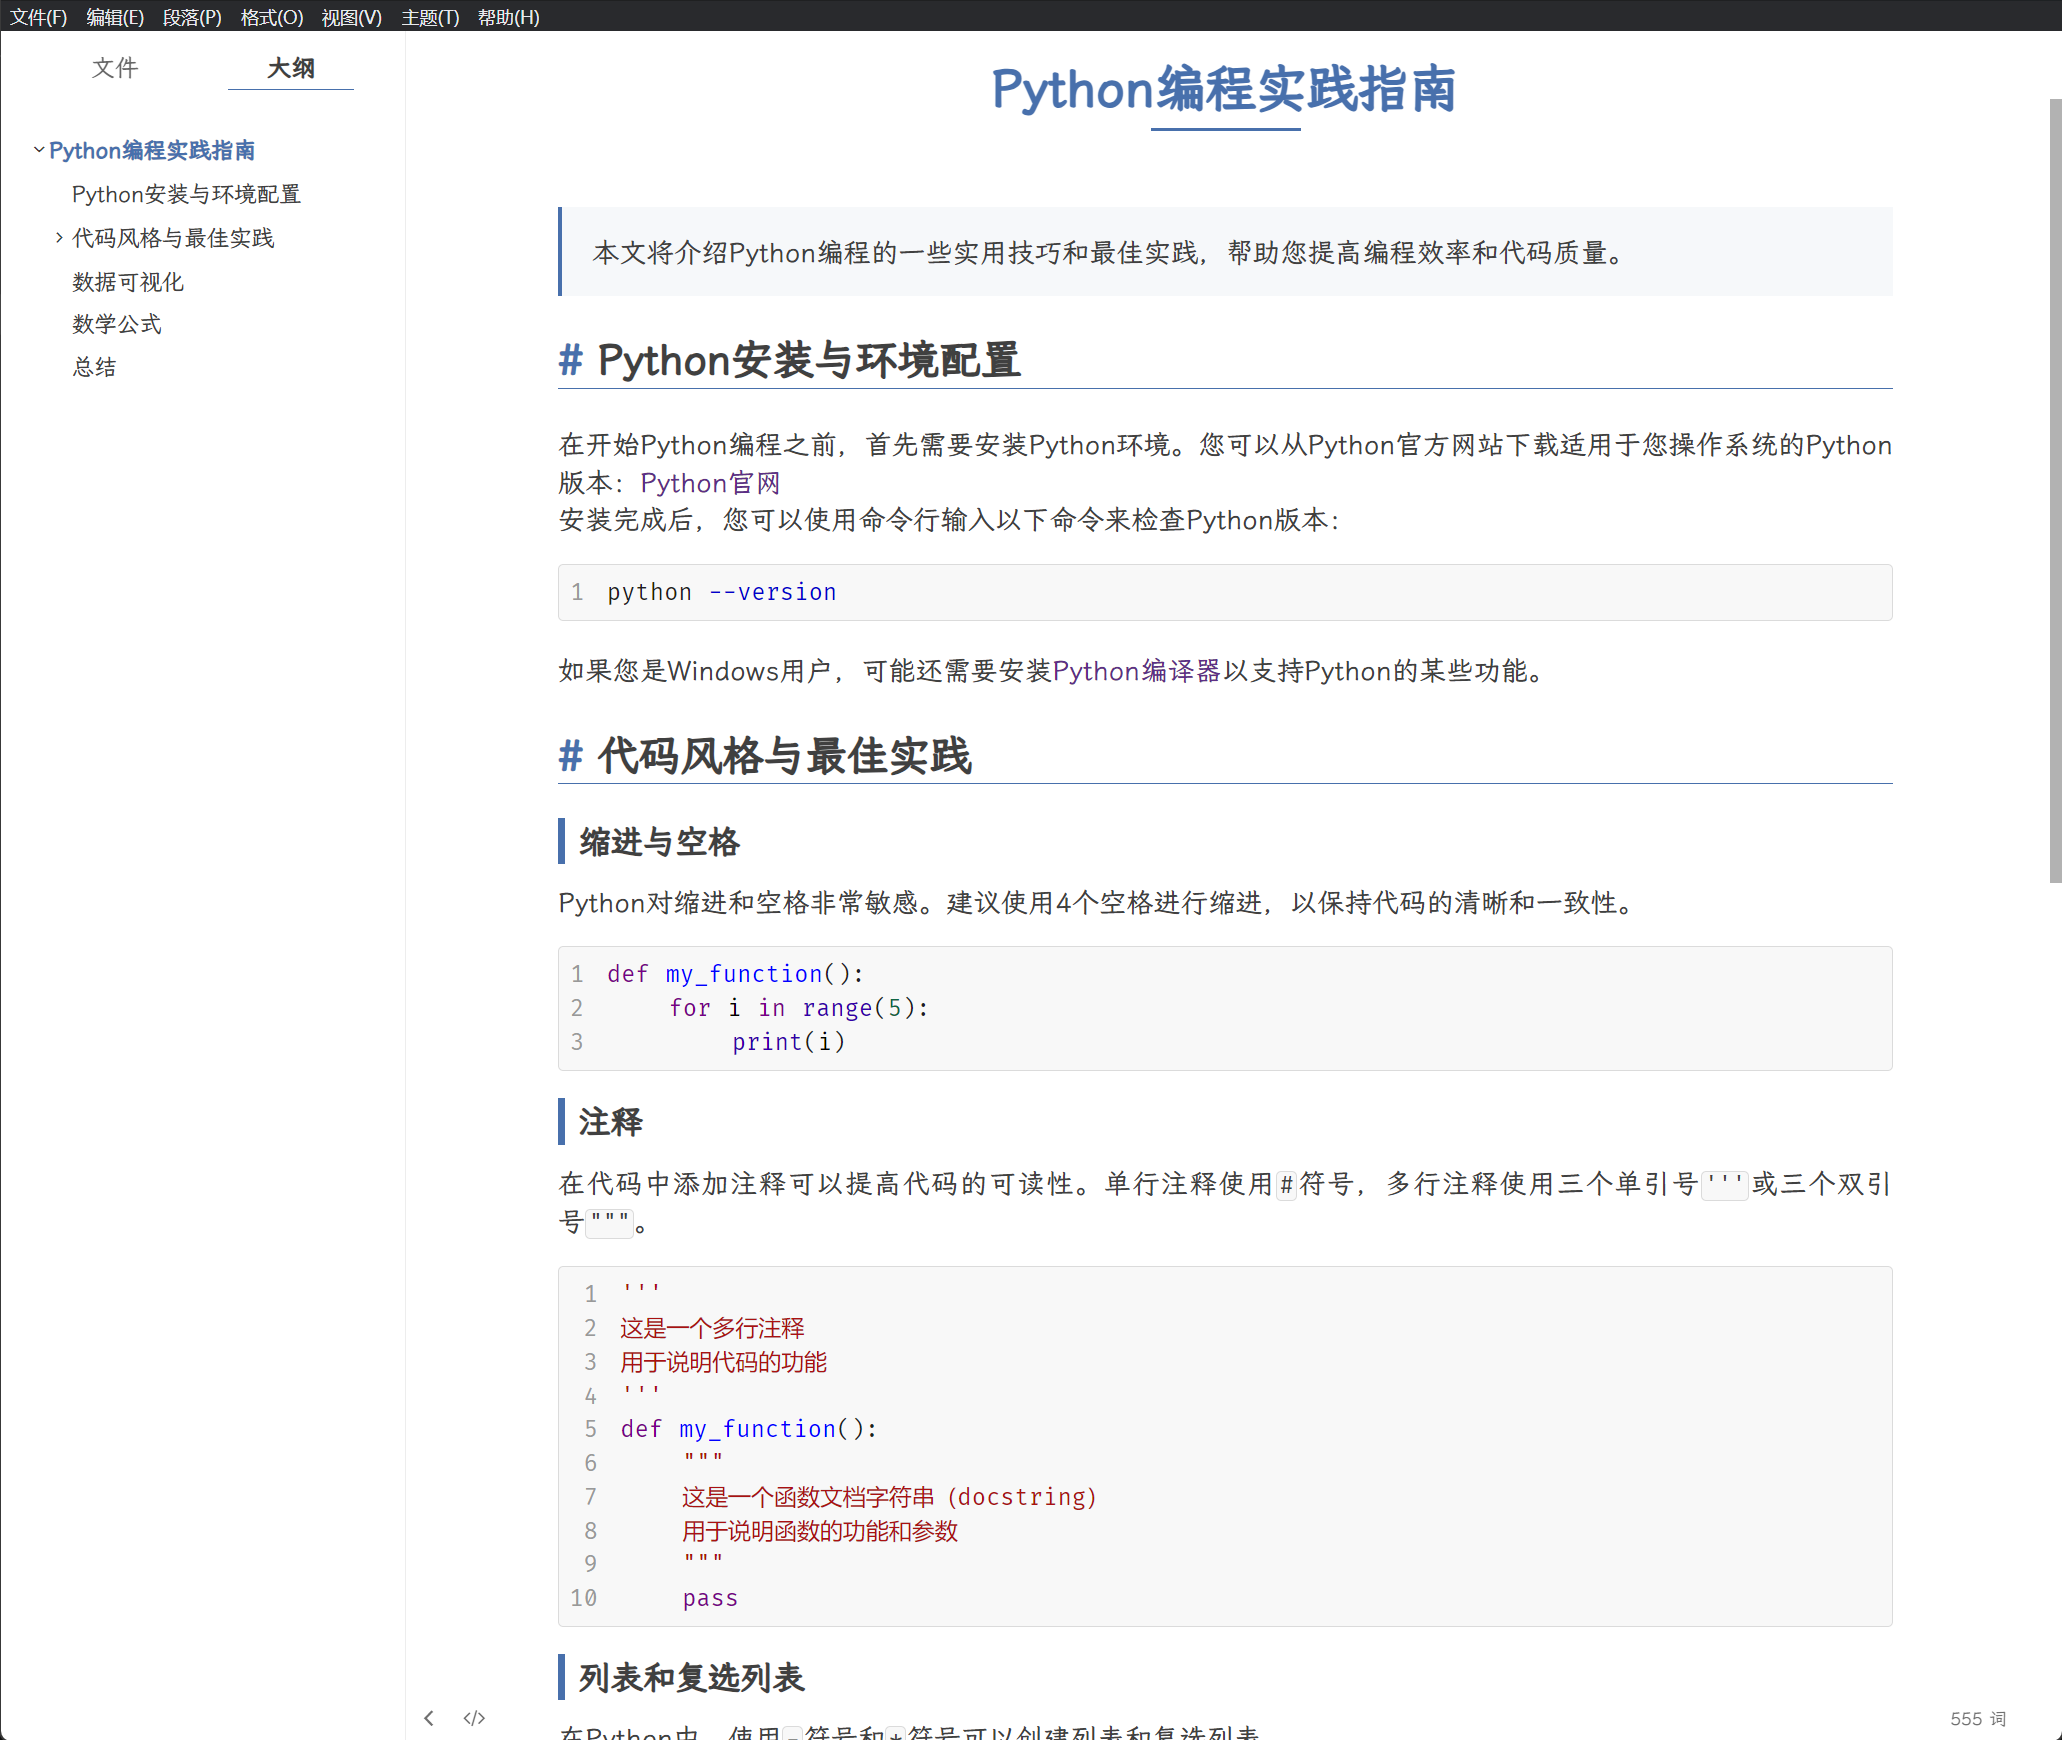 文件(F) 编辑(E) 段落(P) 格式(O) 视图(V) 主题(T) 帮助(H)
文件 大纲
Python编程实践指南
Python安装与环境配置
代码风格与最佳实践
数据可视化
数学公式
总结
Python编程实践指南
本文将介绍Python编程的一些实用技巧和最佳实践，帮助您提高编程效率和代码质量。
# Python安装与环境配置
在开始Python编程之前，首先需要安装Python环境。您可以从Python官方网站下载适用于您操作系统的Python
版本：Python官网
安装完成后，您可以使用命令行输入以下命令来检查Python版本：
1 python --version
如果您是Windows用户，可能还需要安装Python编译器以支持Python的某些功能。
# 代码风格与最佳实践
缩进与空格
Python对缩进和空格非常敏感。建议使用4个空格进行缩进，以保持代码的清晰和一致性。
1 def my_function():
2     for i in range(5):
3         print(i)
注释
在代码中添加注释可以提高代码的可读性。单行注释使用#符号，多行注释使用三个单引号'''或三个双引
号"""。
1 '''
2 这是一个多行注释
3 用于说明代码的功能
4 '''
5 def my_function():
6     """
7     这是一个函数文档字符串（docstring）
8     用于说明函数的功能和参数
9     """
10     pass
列表和复选列表
在Python中，使用-符号和*符号可以创建列表和复选列表
</> 555 词